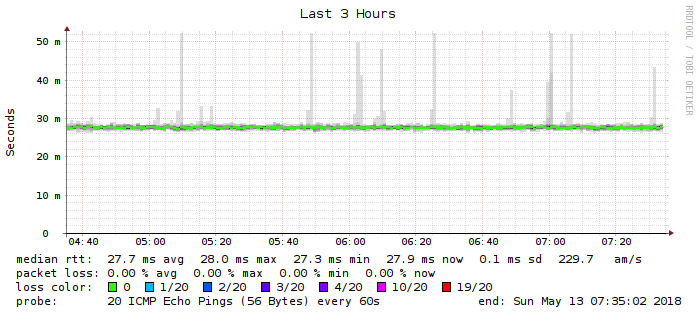 Last 3 Hours
RRDTOOL / TOBI OETIKER
Seconds
50 m
40 m
30 m
20 m
10 m
0
04:40 05:00 05:20 05:40 06:00 06:20 06:40 07:00 07:20
median rtt: 27.7 ms avg 28.0 ms max 27.3 ms min 27.9 ms now 0.1 ms sd 229.7 am/s
packet loss: 0.00 % avg 0.00 % max 0.00 % min 0.00 % now
loss color: 0 1/20 2/20 3/20 4/20 10/20 19/20
probe: 20 ICMP Echo Pings (56 Bytes) every 60s end: Sun May 13 07:35:02 2018